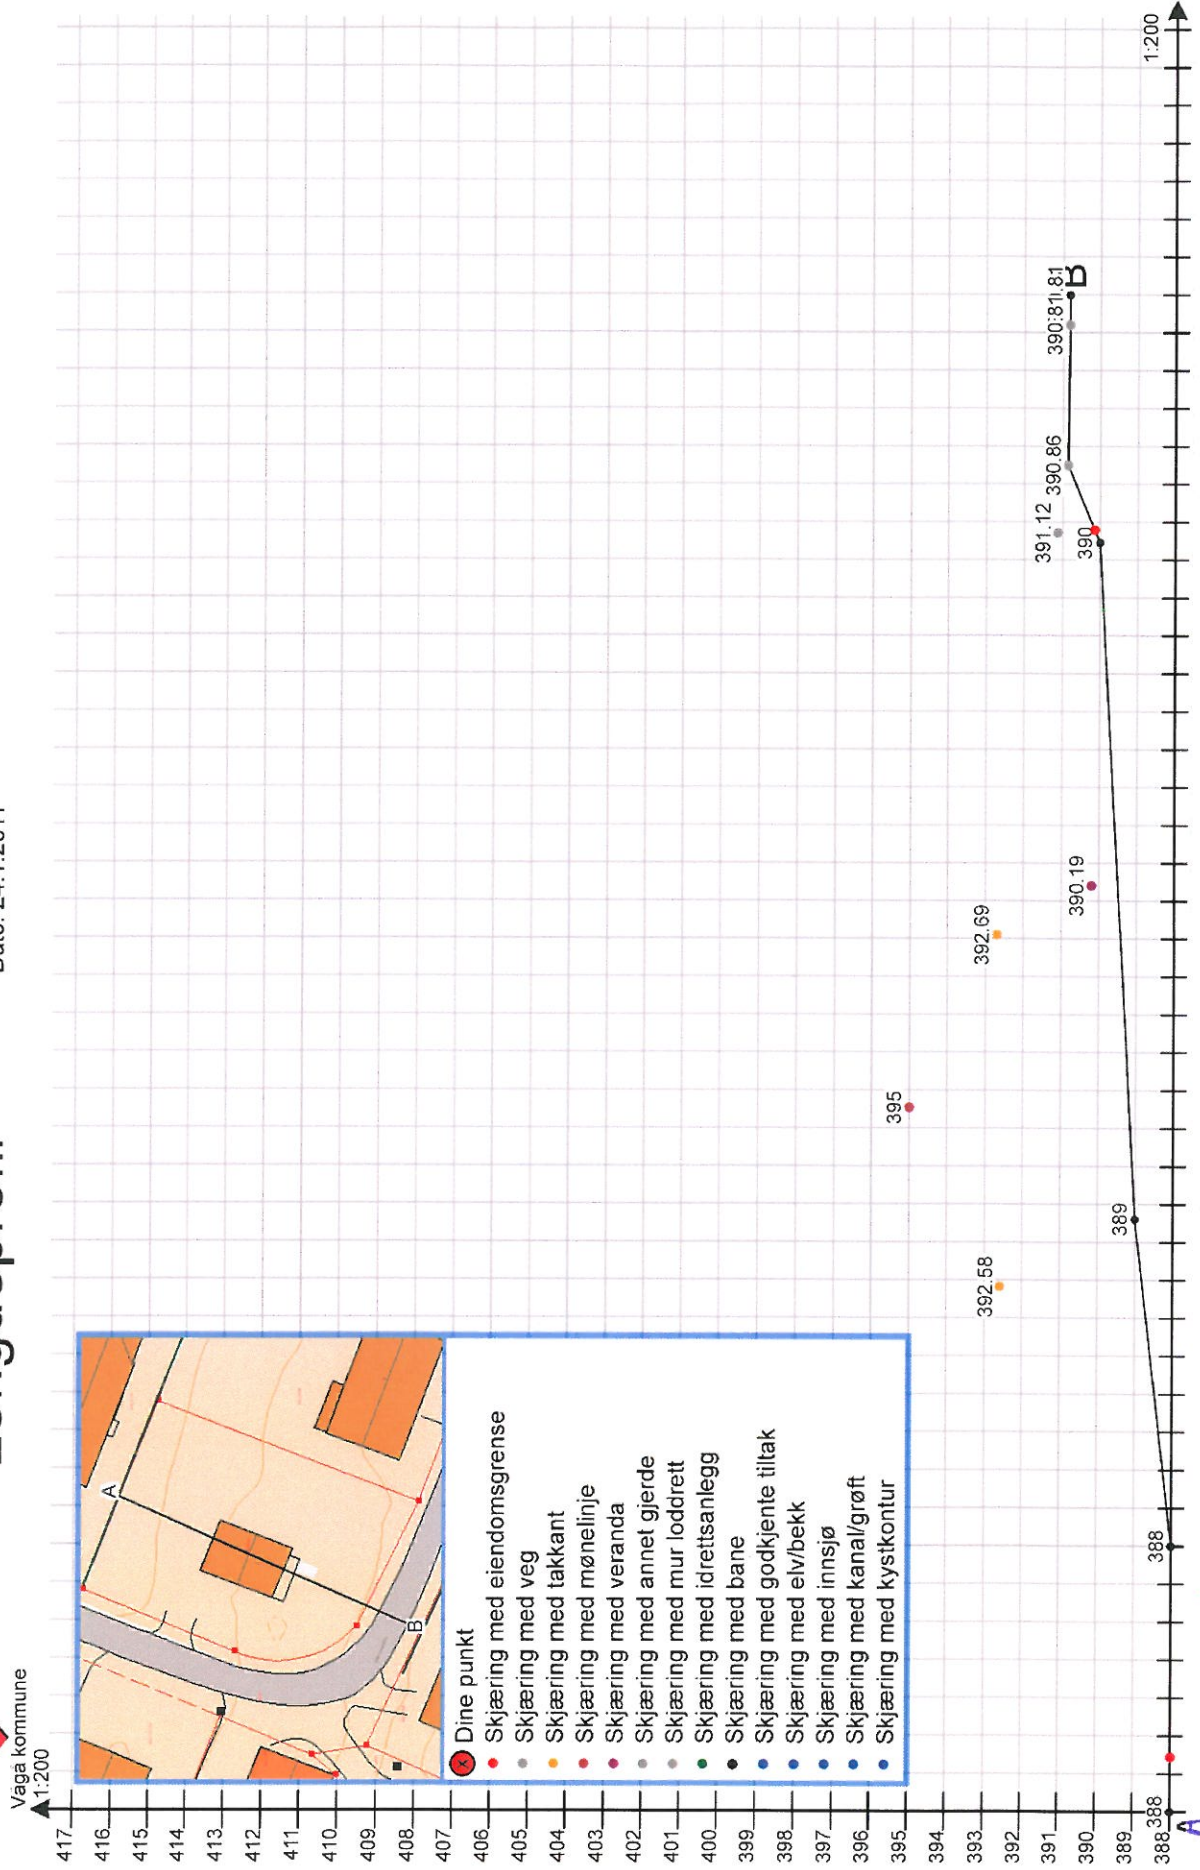 Vågå kommune
1:200
417
416
415
414
413
412
411
410
409
408
407
406
405
404
403
402
401
400
399
398
397
396
395
394
393
392
391
390
389
388
A
B
Dine punkt
Skjæring med eiendomsgrense
Skjæring med veg
Skjæring med takkant
Skjæring med mønelinje
Skjæring med veranda
Skjæring med annet gjerde
Skjæring med mur loddrett
Skjæring med idrettsanlegg
Skjæring med bane
Skjæring med godkjente tiltak
Skjæring med elv/bekk
Skjæring med innsjø
Skjæring med kanal/grøft
Skjæring med kystkontur
388
388
392.58
389
395
392.69
390.19
391.12
390
390.86
390.81
B
A
1:200